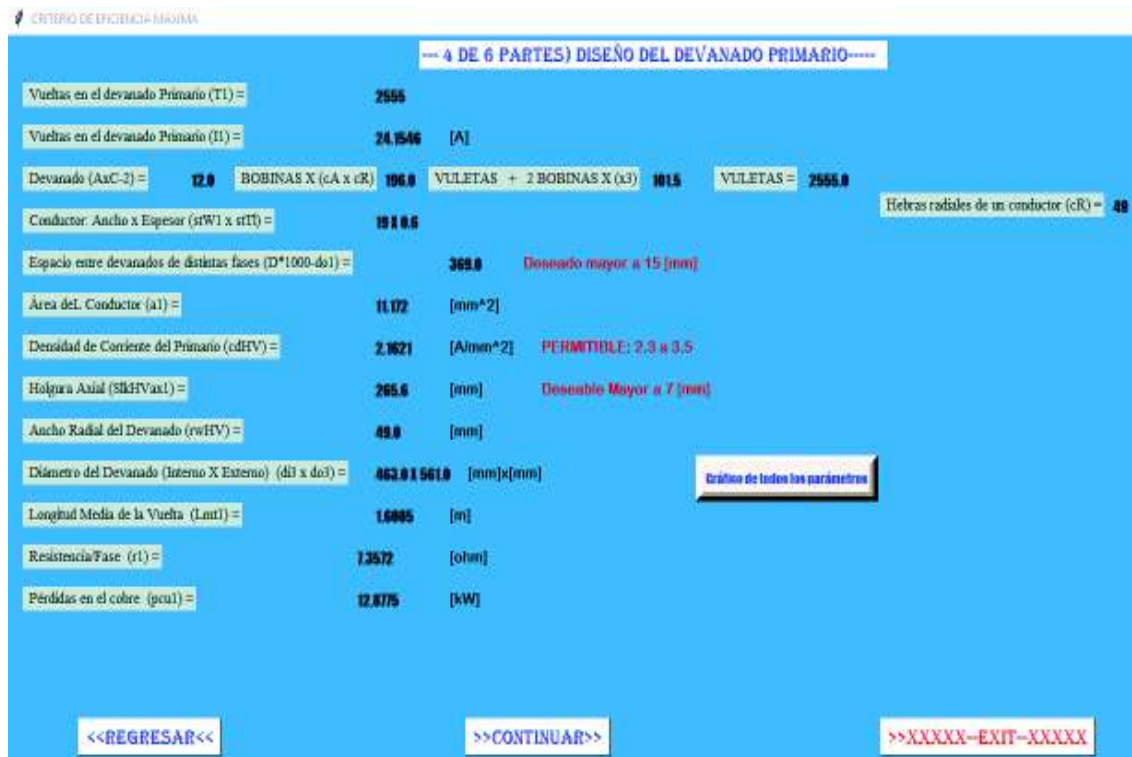 CRITERIO DE EFICIENCIA MAXIMA
--- 4 DE 6 PARTES) DISEÑO DEL DEVANADO PRIMARIO-----
Vueltas en el devanado Primario (T1) = 2555
Vueltas en el devanado Primario (I1) = 24.1546 [A]
Devanado (AxC-2) = 12.0 BOBINAS X (cA x cR) 196.0 VULETAS + 2 BOBINAS X (x3) 101.5 VULETAS = 2555.0
Hebras radiales de un conductor (cR) = 49
Conductor: Ancho x Espesor (stW1 x stTl) = 19 X 0.6
Espacio entre devanados de distintas fases (D*1000-do1) = 369.0 Deseado mayor a 15 [mm]
Área deL Conductor (a1) = 11.172 [mm^2]
Densidad de Corriente del Primario (cdHV) = 2.1621 [A/mm^2] PERMITIBLE: 2.3 a 3.5
Holgura Axial (SlkHVax1) = 265.6 [mm] Deseable Mayor a 7 [mm]
Ancho Radial del Devanado (rwHV) = 49.0 [mm]
Diámetro del Devanado (Interno X Externo) (di3 x do3) = 463.0 X 561.0 [mm]x[mm]
Gráfico de todos los parámetros
Longitud Media de la Vuelta (Lmt1) = [m]
Resistencia/Fase (r1) = 7.3572 [ohm]
Pérdidas en el cobre (pcu1) = 12.8775 [kW]
<<REGRESAR<< >>CONTINUAR>> >>XXXXX--EXIT--XXXXX